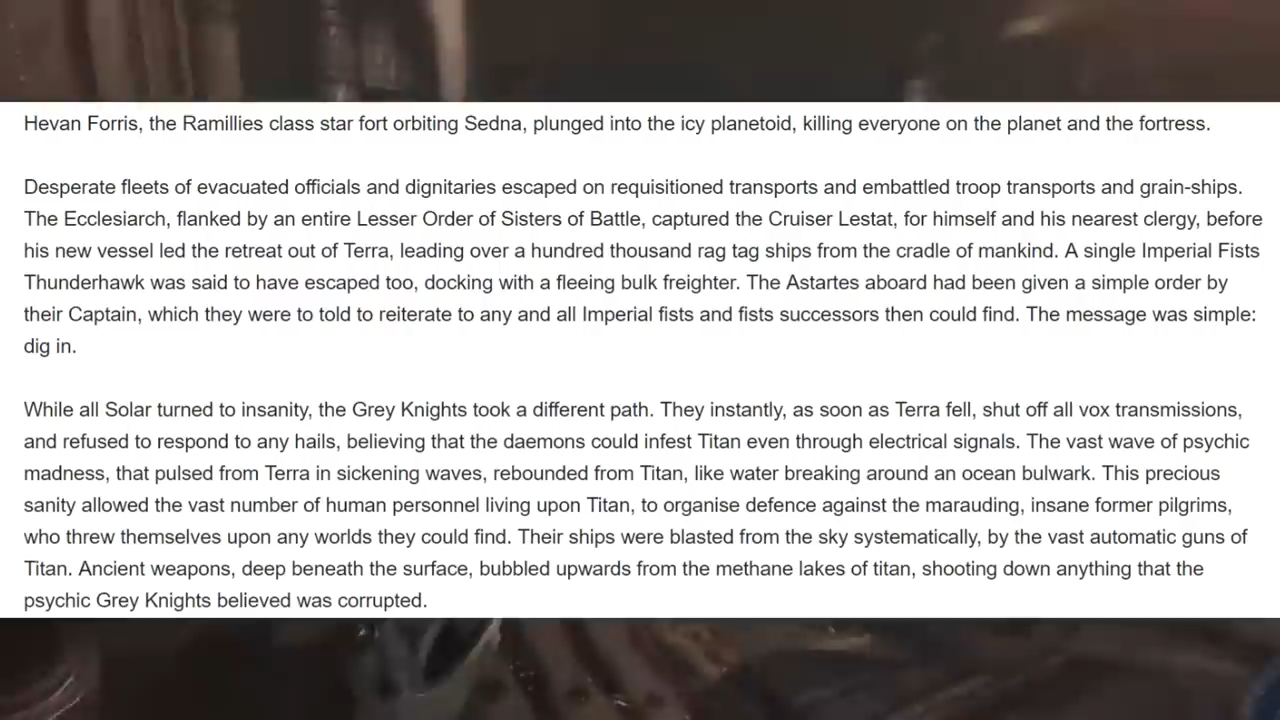 Hevan Forris, the Ramillies class star fort orbiting Sedna, plunged into the icy planetoid, killing everyone on the planet and the fortress.
Desperate fleets of evacuated officials and dignitaries escaped on requisitioned transports and embattled troop transports and grain-ships.
The Ecclesiarch, flanked by an entire Lesser Order of Sisters of Battle, captured the Cruiser Lestat, for himself and his nearest clergy, before
his new vessel led the retreat out of Terra, leading over a hundred thousand rag tag ships from the cradle of mankind. A single Imperial Fists
Thunderhawk was said to have escaped too, docking with a fleeing bulk freighter. The Astartes aboard had been given a simple order by
their Captain, which they were to told to reiterate to any and all Imperial fists and fists successors then could find. The message was simple:
dig in.
While all Solar turned to insanity, the Grey Knights took a different path. They instantly, as soon as Terra fell, shut off all vox transmissions,
and refused to respond to any hails, believing that the daemons could infest Titan even through electrical signals. The vast wave of psychic
madness, that pulsed from Terra in sickening waves, rebounded from Titan, like water breaking around an ocean bulwark. This precious
sanity allowed the vast number of human personnel living upon Titan, to organise defence against the marauding, insane former pilgrims,
who threw themselves upon any worlds they could find. Their ships were blasted from the sky systematically, by the vast automatic guns of
Titan. Ancient weapons, deep beneath the surface, bubbled upwards from the methane lakes of titan, shooting down anything that the
psychic Grey Knights believed was corrupted.